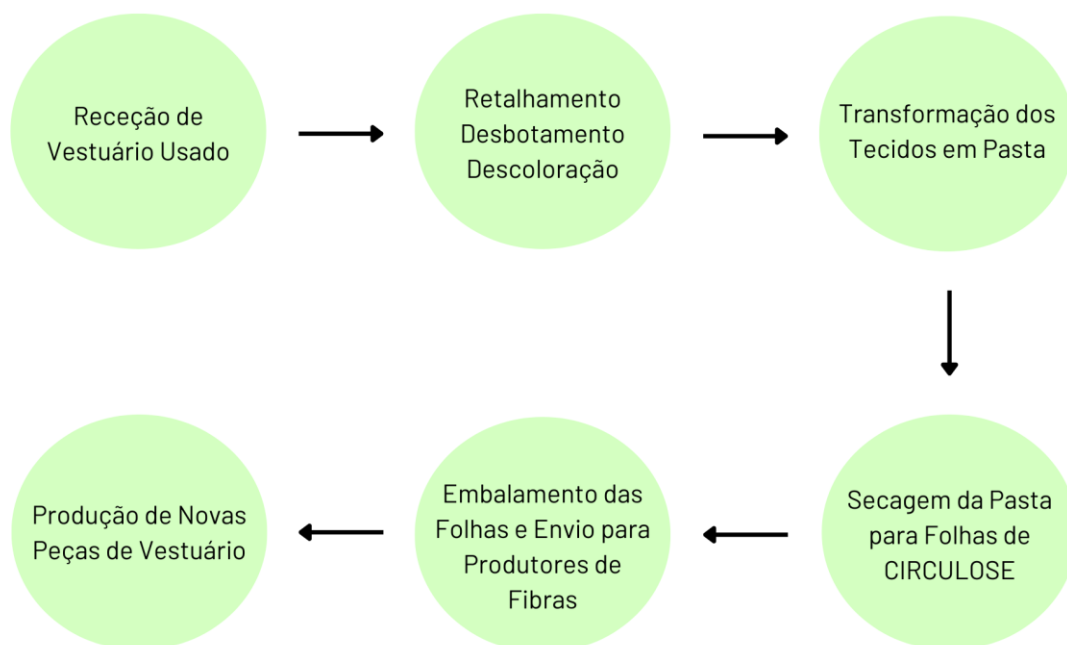 Receção de
Vestuário Usado
Retalhamento
Desbotamento
Descoloração
Transformação dos
Tecidos em Pasta
Secagem da Pasta
para Folhas de
CIRCULOSE
Embalamento das
Folhas e Envio para
Produtores de
Fibras
Produção de Novas
Peças de Vestuário